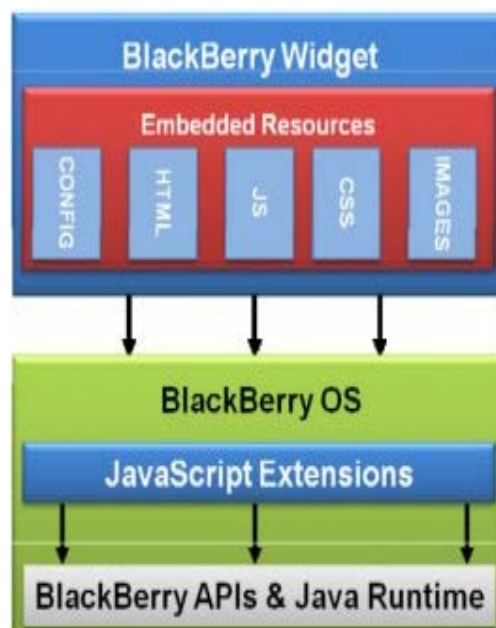 BlackBerry Widget
Embedded Resources
CONFIG
HTML
JS
CSS
IMAGES
BlackBerry OS
JavaScript Extensions
BlackBerry APIs & Java Runtime